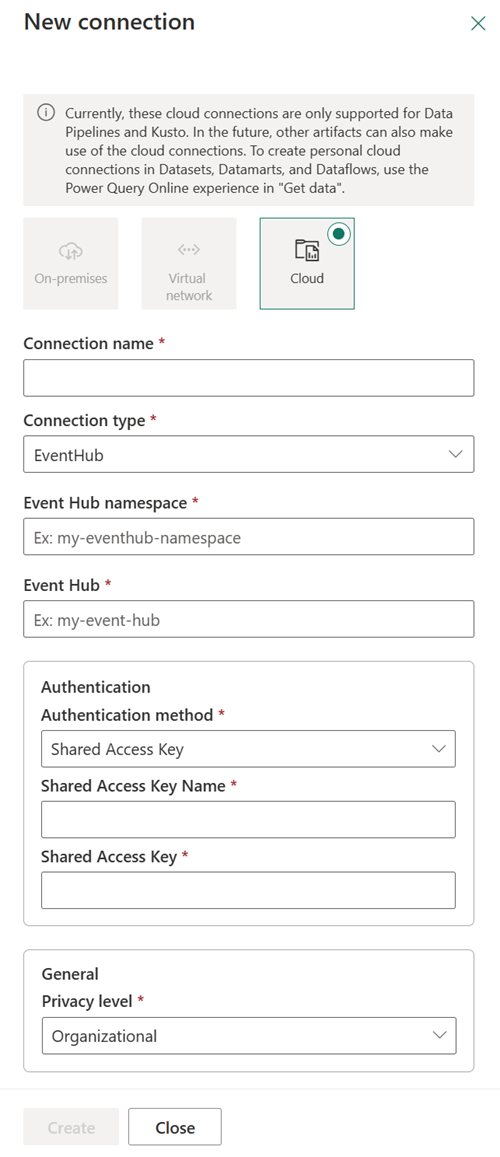 New connection
Currently, these cloud connections are only supported for Data
Pipelines and Kusto. In the future, other artifacts can also make
use of the cloud connections. To create personal cloud
connections in Datasets, Datamarts, and Dataflows, use the
Power Query Online experience in "Get data".
On-premises
Virtual
network
Cloud
Connection name *
Connection type *
EventHub
Event Hub namespace *
Ex: my-eventhub-namespace
Event Hub *
Ex: my-event-hub
Authentication
Authentication method *
Shared Access Key
Shared Access Key Name *
Shared Access Key *
General
Privacy level *
Organizational
Create
Close